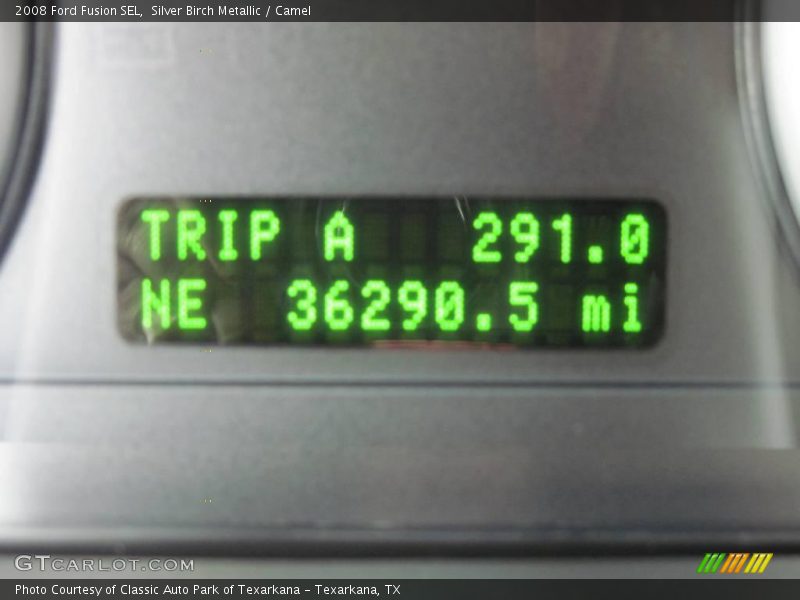 2008 Ford Fusion SEL,  Silver Birch Metallic / Camel
TRIP A 291.0
NE 36290.5 mi
GTCARLOT.COM
Photo Courtesy of Classic Auto Park of Texarkana - Texarkana, TX